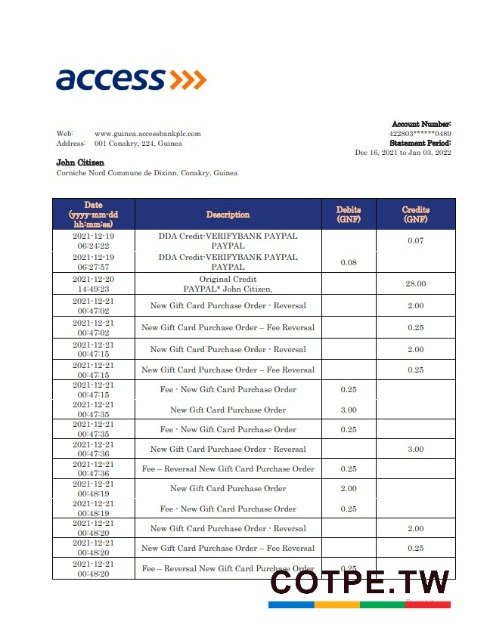 access
Account Number:
422803******0489
Statement Period:
Dec 16, 2021 to Jan 03, 2022
Web: www.guinea.accessbankplc.com
Address: 001 Conakry, 224, Guinea
John Citizen
Corniche Nord Commune de Dixinn, Conakry, Guinea
Date (yyyy-mm-dd hh:mm:ss) Description Debits (GNF) Credits (GNF)
2021-12-19 06:24:22 DDA Credit-VERIFYBANK PAYPAL PAYPAL 0.07
2021-12-19 06:27:57 DDA Credit-VERIFYBANK PAYPAL PAYPAL 0.08
2021-12-20 14:49:23 Original Credit PAYPAL* John Citizen, 28.00
2021-12-21 00:47:02 New Gift Card Purchase Order - Reversal 2.00
2021-12-21 00:47:02 New Gift Card Purchase Order – Fee Reversal 0.25
2021-12-21 00:47:15 New Gift Card Purchase Order - Reversal 2.00
2021-12-21 00:47:15 New Gift Card Purchase Order – Fee Reversal 0.25
2021-12-21 00:47:15 Fee - New Gift Card Purchase Order 0.25
2021-12-21 00:47:35 New Gift Card Purchase Order 3.00
2021-12-21 00:47:35 Fee - New Gift Card Purchase Order 0.25
2021-12-21 00:47:36 New Gift Card Purchase Order - Reversal 3.00
2021-12-21 00:47:36 Fee – Reversal New Gift Card Purchase Order 0.25
2021-12-21 00:48:19 New Gift Card Purchase Order 2.00
2021-12-21 00:48:19 Fee - New Gift Card Purchase Order 0.25
2021-12-21 00:48:20 New Gift Card Purchase Order - Reversal 2.00
2021-12-21 00:48:20 New Gift Card Purchase Order – Fee Reversal 0.25
2021-12-21 00:48:20 Fee – Reversal New Gift Card Purchase Order 0.25
COTPE.TW